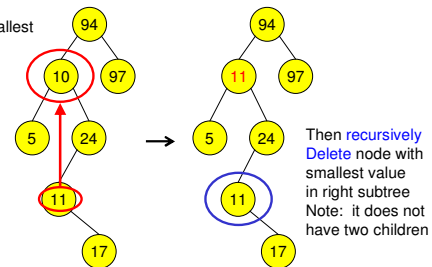 allest
94
94
10
97
11
97
5
24
5
24
Then recursively
Delete node with
smallest value
in right subtree
Note: it does not
have two children
11
11
17
17